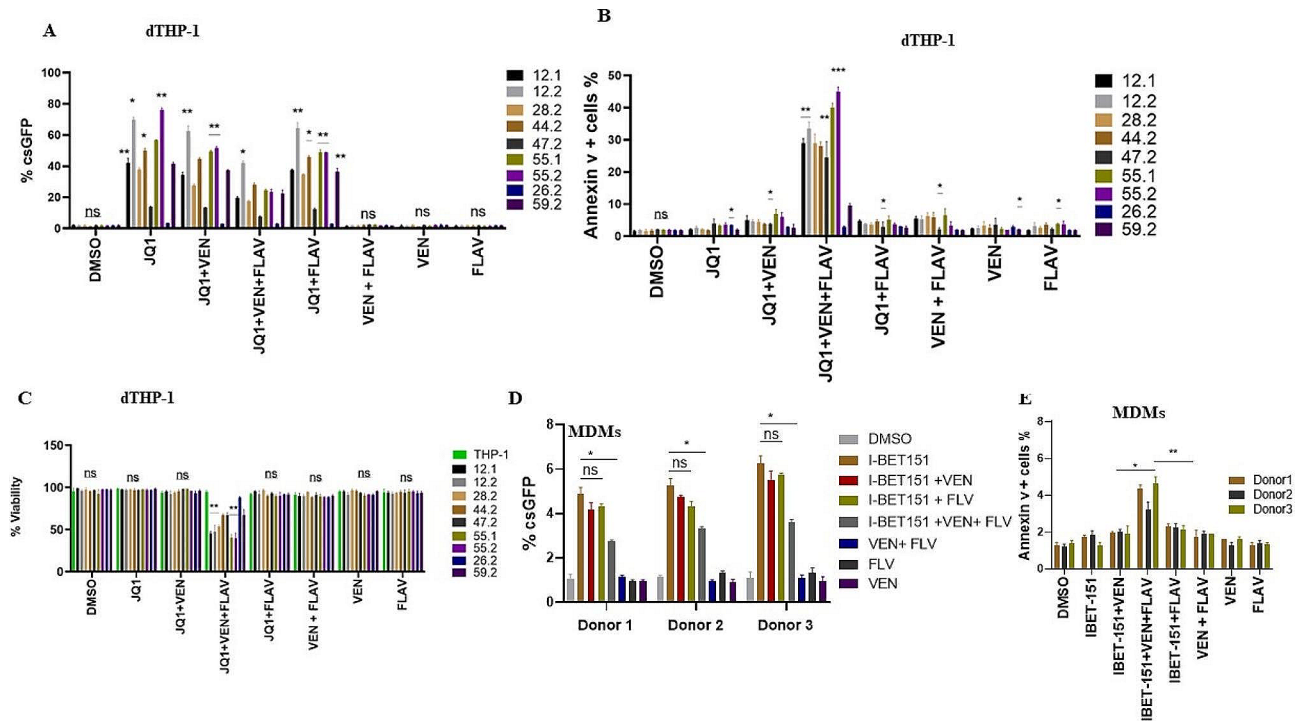 A
dTHP-1
% csGFP
100
80
60
40
20
0
ns
**
*
*
**
**
**
*
**
*
**
**
ns
ns
ns
DMSO
JQ1
JQ1+VEN
JQ1+VEN+FLAV
JQ1+FLAV
VEN + FLAV
VEN
FLAV
12.1
12.2
28.2
44.2
47.2
55.1
55.2
26.2
59.2
B
dTHP-1
Annexin v + cells %
50
40
30
20
10
0
ns
*
*
**
**
***
*
*
*
*
DMSO
JQ1
JQ1+VEN
JQ1+VEN+FLAV
JQ1+FLAV
VEN + FLAV
VEN
FLAV
12.1
12.2
28.2
44.2
47.2
55.1
55.2
26.2
59.2
C
dTHP-1
% Viability
150
100
50
0
ns
ns
ns
**
**
ns
ns
ns
ns
DMSO
JQ1
JQ1+VEN
JQ1+VEN+FLAV
JQ1+FLAV
VEN + FLAV
VEN
FLAV
THP-1
12.1
12.2
28.2
44.2
47.2
55.1
55.2
26.2
59.2
D
MDMs
% csGFP
8
6
4
2
0
*
ns
*
ns
*
ns
Donor 1
Donor 2
Donor 3
DMSO
I-BET151
I-BET151 +VEN
I-BET151 + FLV
I-BET151 +VEN+ FLV
VEN+ FLV
FLV
VEN
E
MDMs
Annexin v + cells %
8
6
4
2
0
*
**
DMSO
IBET-151
IBET-151+VEN
IBET-151+VEN+FLAV
IBET-151+FLAV
VEN + FLAV
VEN
FLAV
Donor1
Donor2
Donor3